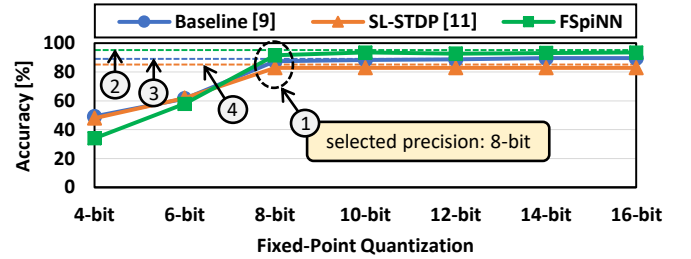 Baseline [9] SL-STDP [11] FSpiNN
100
80
60
40
20
0
Accuracy [%]
2
3
4
1
selected precision: 8-bit
4-bit 6-bit 8-bit 10-bit 12-bit 14-bit 16-bit
Fixed-Point Quantization